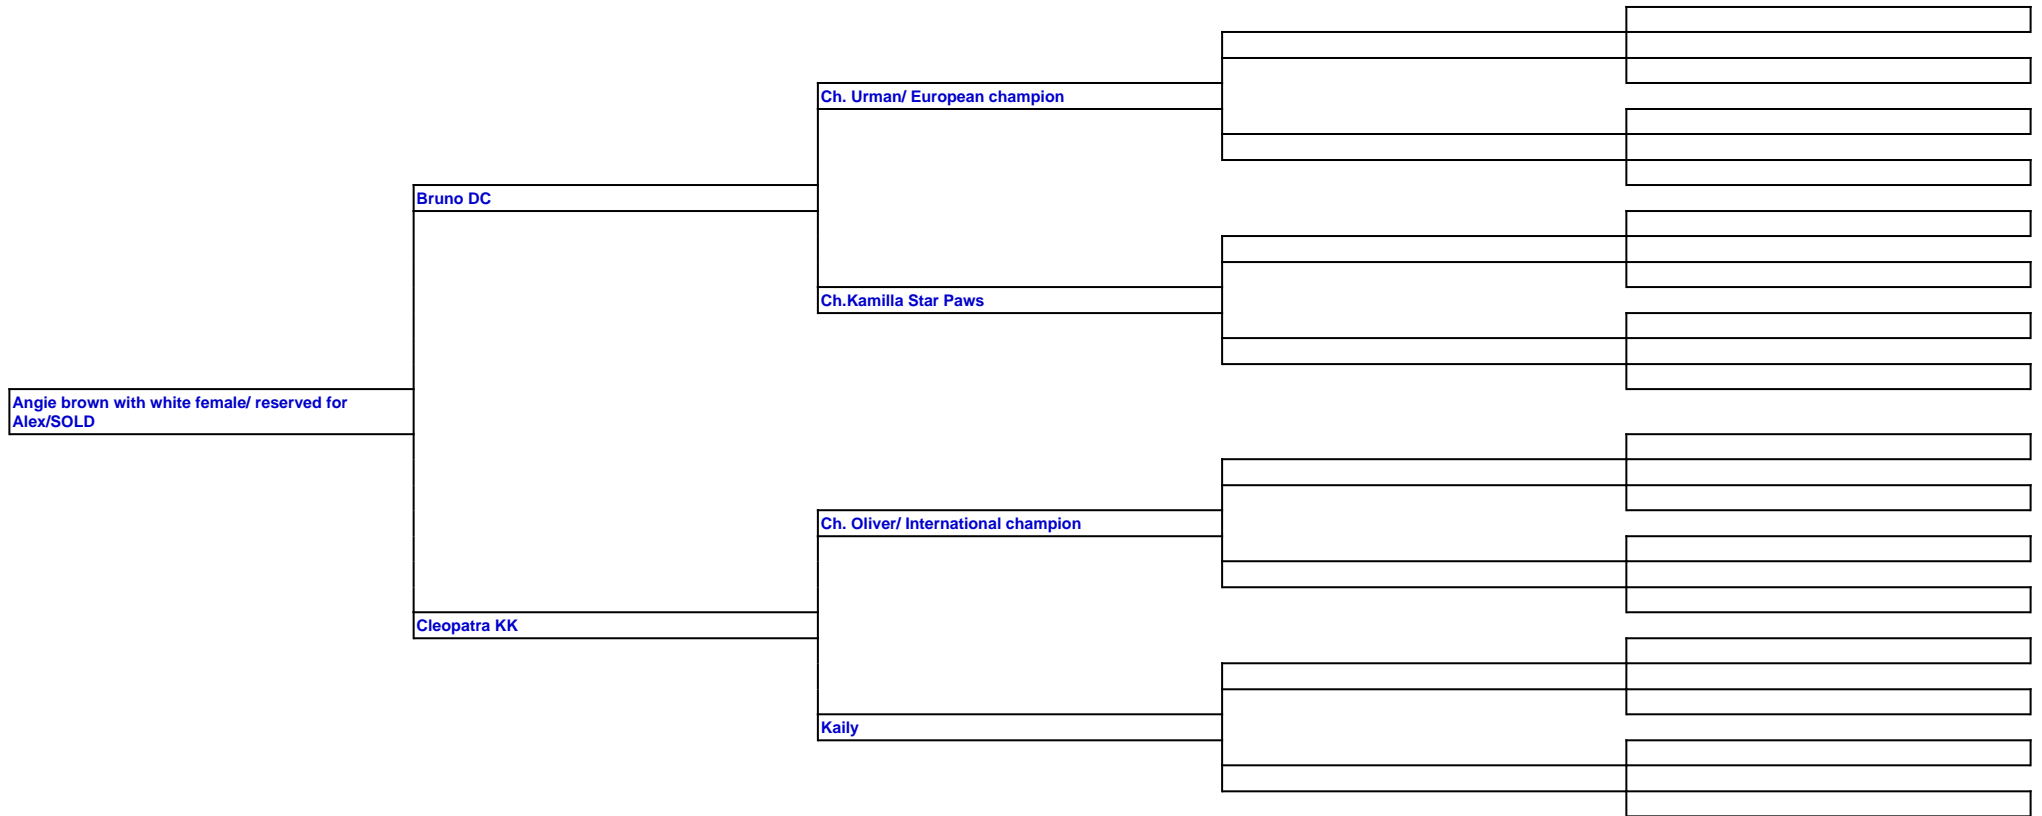 Ch. Urman/ European champion
Bruno DC
Ch.Kamilla Star Paws
Angie brown with white female/ reserved for
Alex/SOLD
Ch. Oliver/ International champion
Cleopatra KK
Kaily